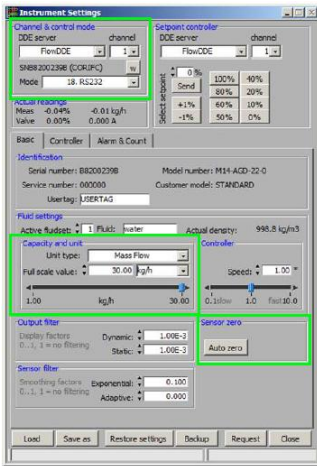 Instrument Settings
Channel & control mode
DDE server channel
FlowDDE 1
SNB8200239B (CORIFC)
Mode 18. RS232
Setpoint controller
DDE server channel
FlowDDE 1
Select setpoint
0 %
Send
100% 40%
80% 20%
+1% 60% 10%
-1% 50% 0%
Actual readings
Meas -0.04% -0.01 kg/h
Valve 0.00% 0.000 A
Basic Controller Alarm & Count
Identification
Serial number: B8200239B Model number: M14-AGD-22-0
Service number: 000000 Customer model: STANDARD
Usertag: USERTAG
Fluid settings
Active fluidset: 1 Fluid: water Actual density: 998.8 kg/m3
Capacity and unit
Unit type: Mass Flow
Full scale value: 30.00 kg/h
1.00 kg/h 30.00
Controller
Speed: 1.00
0.1slow 1.0 fast10.0
Output filter
Display factors Dynamic: 1.00E-3
0..1, 1 = no filtering Static: 1.00E-3
Sensor zero
Auto zero
Sensor filter
Smoothing factors Exponential: 0.100
0..1, 1 = no filtering Adaptive: 0.000
Load Save as Restore settings Backup Request Close